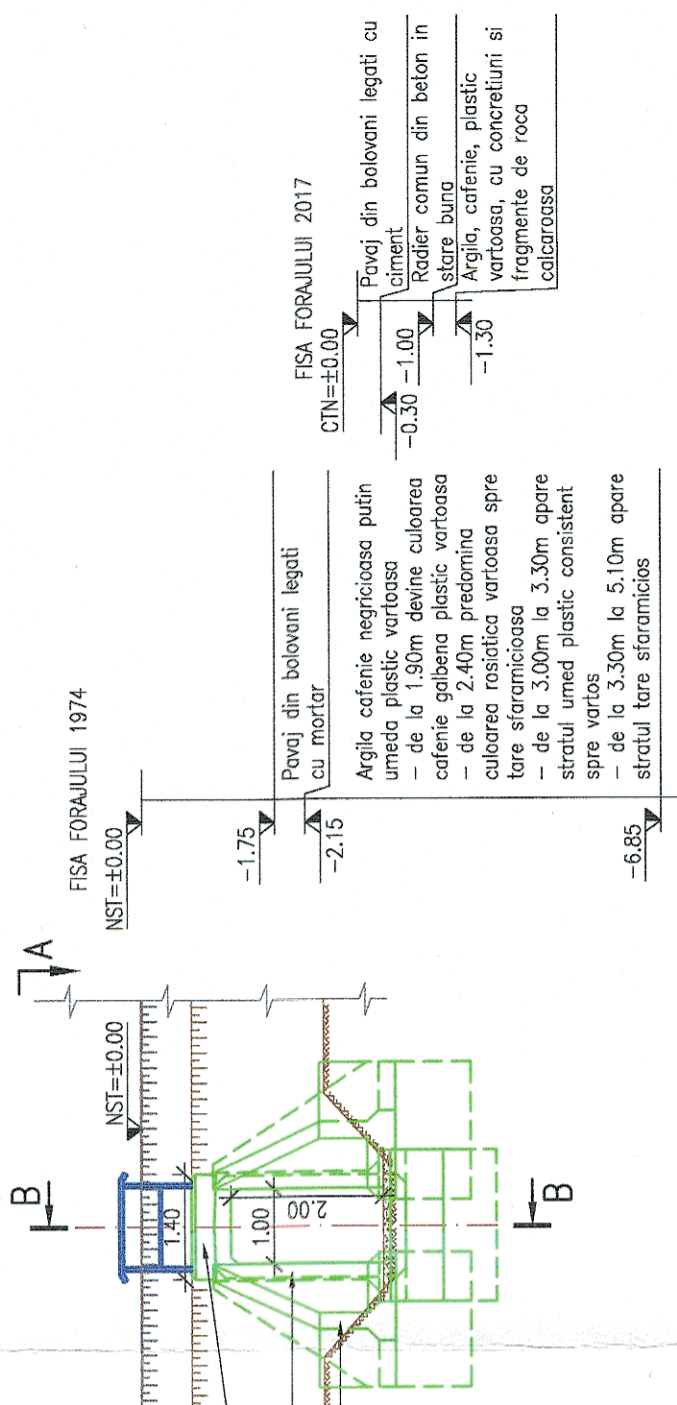 A
B
NST=±0.00
1.40
1.00
2.00
B
FISA FORAJULUI 1974
NST=±0.00
-1.75
Pavaj din bolovani legati
cu mortar
-2.15
Argila cafenie negricioasa putin
umeda plastic vartoasa
- de la 1.90m devine culoarea
cafenie galbena plastic vartoasa
- de la 2.40m predomina
culoarea rosiatica vartoasa spre
tare sfaramicioasa
- de la 3.00m la 3.30m apare
stratul umed plastic consistent
spre vartos
- de la 3.30m la 5.10m apare
stratul tare sfaramicios
-6.85
FISA FORAJULUI 2017
CTN=±0.00
Pavaj din bolovani legati cu
ciment
-0.30
-1.00
Radier comun din beton in
stare buna
-1.30
Argila, cafenie, plastic
vartoasa, cu concretiuni si
fragmente de roca
calcaroasa